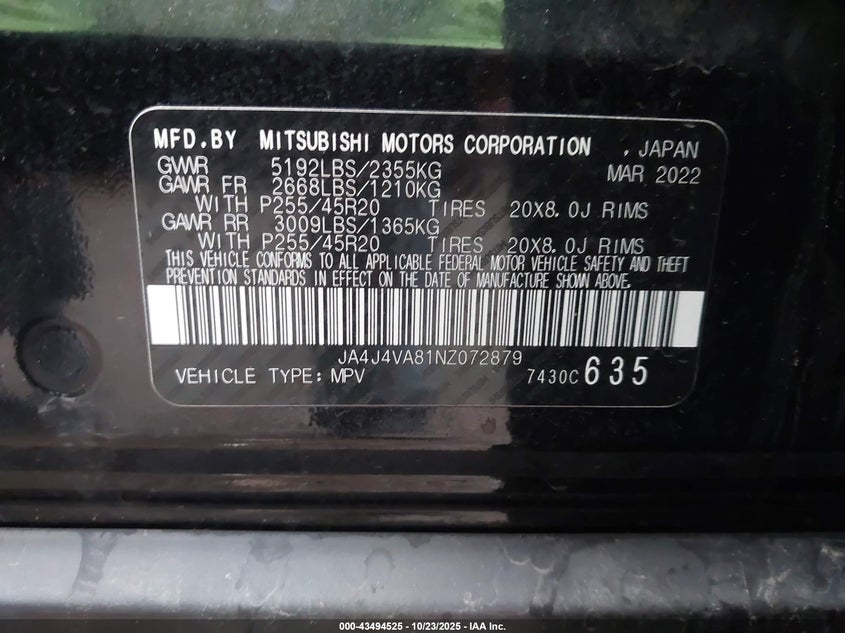 MFD.BY MITSUBISHI MOTORS CORPORATION , JAPAN
GVWR 5192LBS/2355KG MAR 2022
GAWR FR 2668LBS/1210KG
WITH P255/45R20 TIRES 20X8.0J RIMS
GAWR RR 3009LBS/1365KG
WITH P255/45R20 TIRES 20X8.0J RIMS
THIS VEHICLE CONFORMS TO ALL APPLICABLE FEDERAL MOTOR VEHICLE SAFETY AND THEFT
PREVENTION STANDARDS IN EFFECT ON THE DATE OF MANUFACTURE SHOWN ABOVE.
JA4J4VA81NZ072879
VEHICLE TYPE: MPV 7430C 635
000-43494525 - 10/23/2025 - IAA Inc.